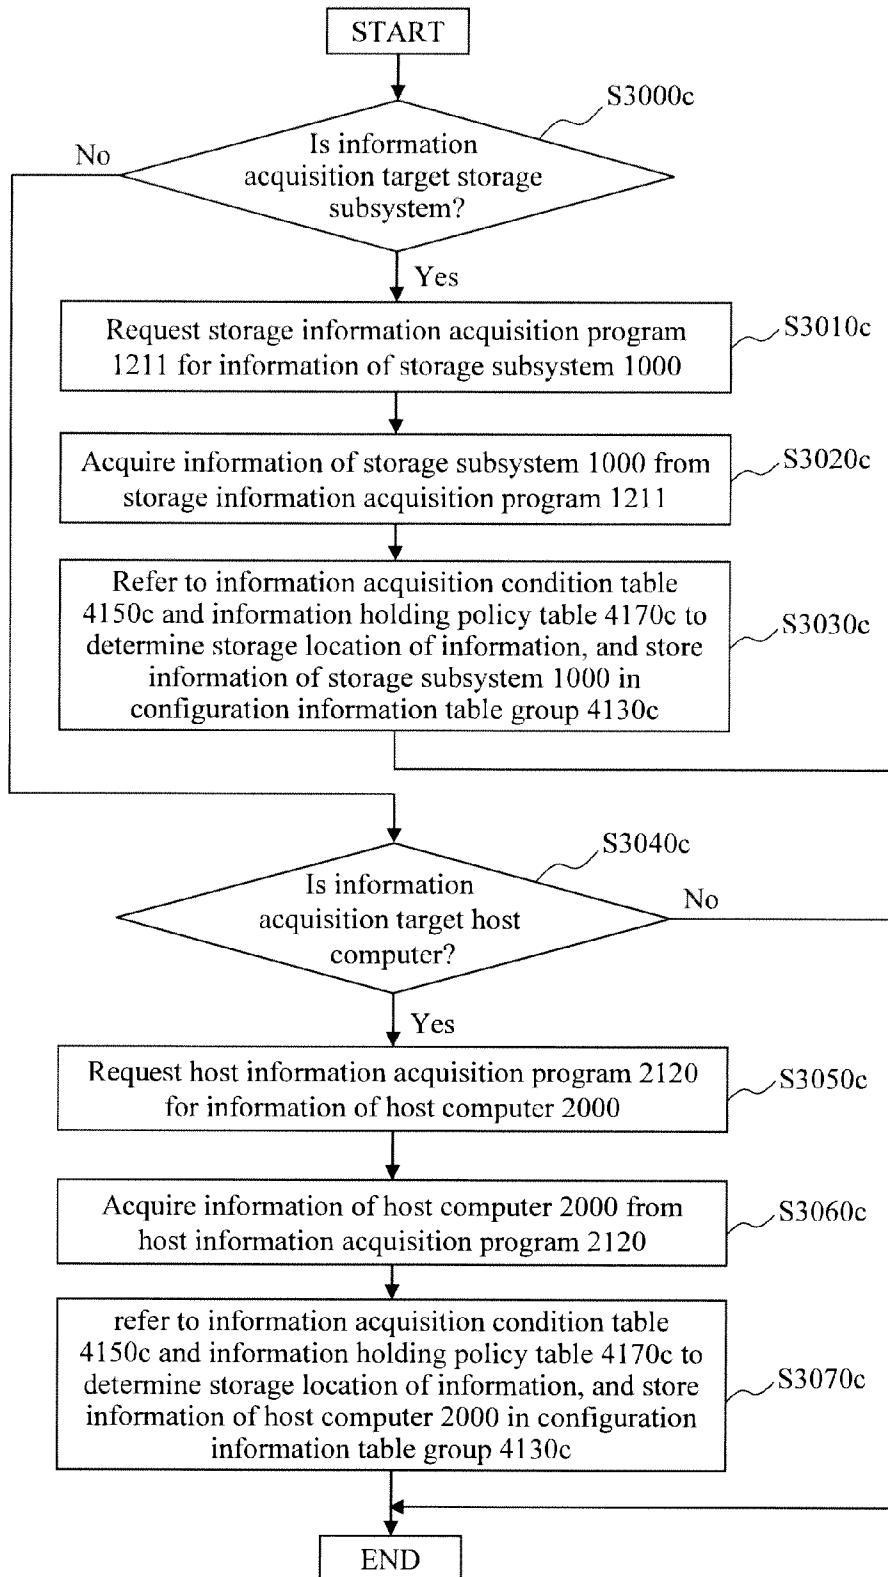 START
S3000c
No
Is information
acquisition target storage
subsystem?
Yes
Request storage information acquisition program
1211 for information of storage subsystem 1000
S3010c
Acquire information of storage subsystem 1000 from
storage information acquisition program 1211
S3020c
Refer to information acquisition condition table
4150c and information holding policy table 4170c to
determine storage location of information, and store
information of storage subsystem 1000 in
configuration information table group 4130c
S3030c
S3040c
Is information
acquisition target host
computer?
No
Yes
Request host information acquisition program 2120
for information of host computer 2000
S3050c
Acquire information of host computer 2000 from
host information acquisition program 2120
S3060c
refer to information acquisition condition table
4150c and information holding policy table 4170c to
determine storage location of information, and store
information of host computer 2000 in configuration
information table group 4130c
S3070c
END